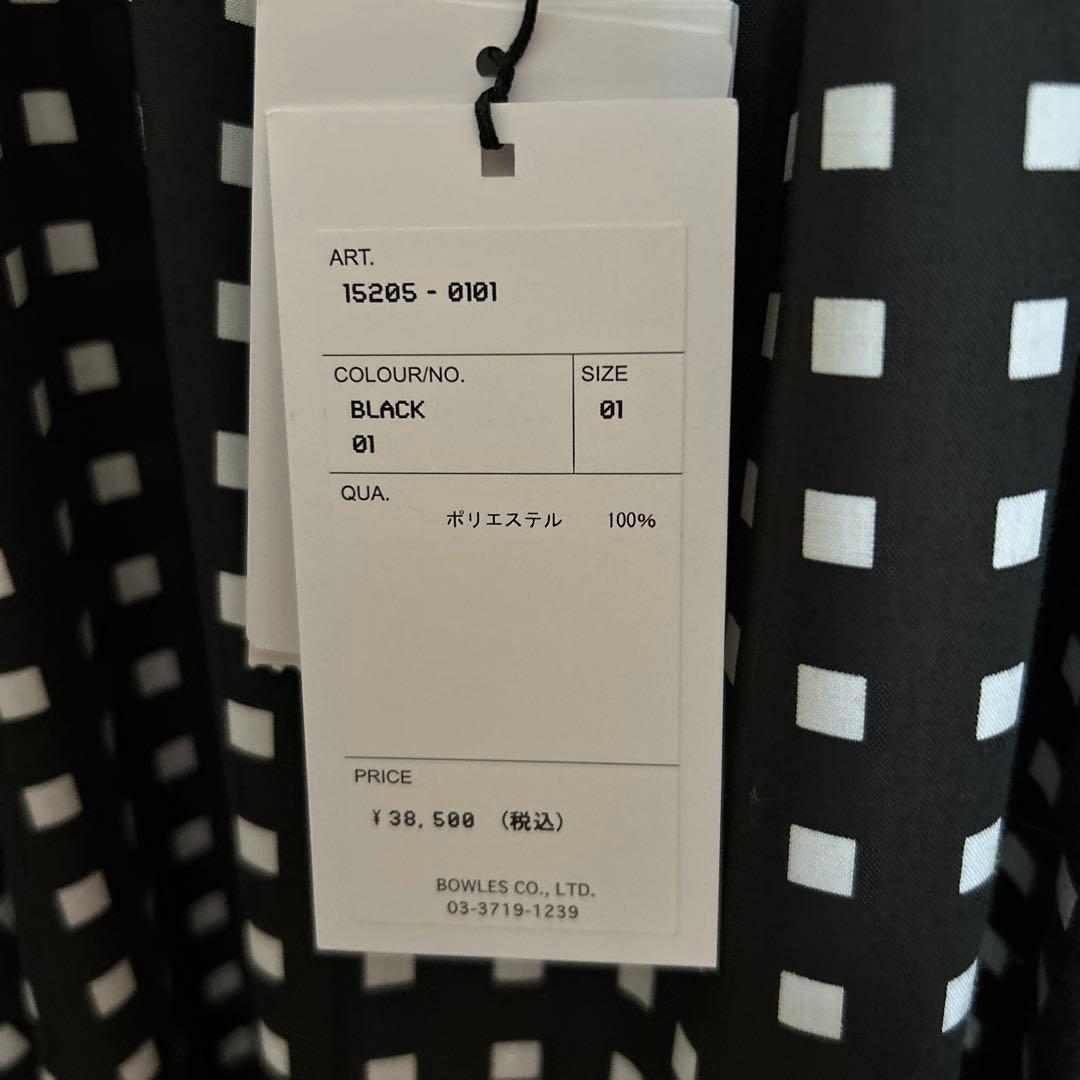 ART.
15205 - 0101
COLOUR/NO.
BLACK
01
SIZE
01
QUA.
ポリエステル 100%
PRICE
¥38,500 (税込)
BOWLES CO., LTD.
03-3719-1239